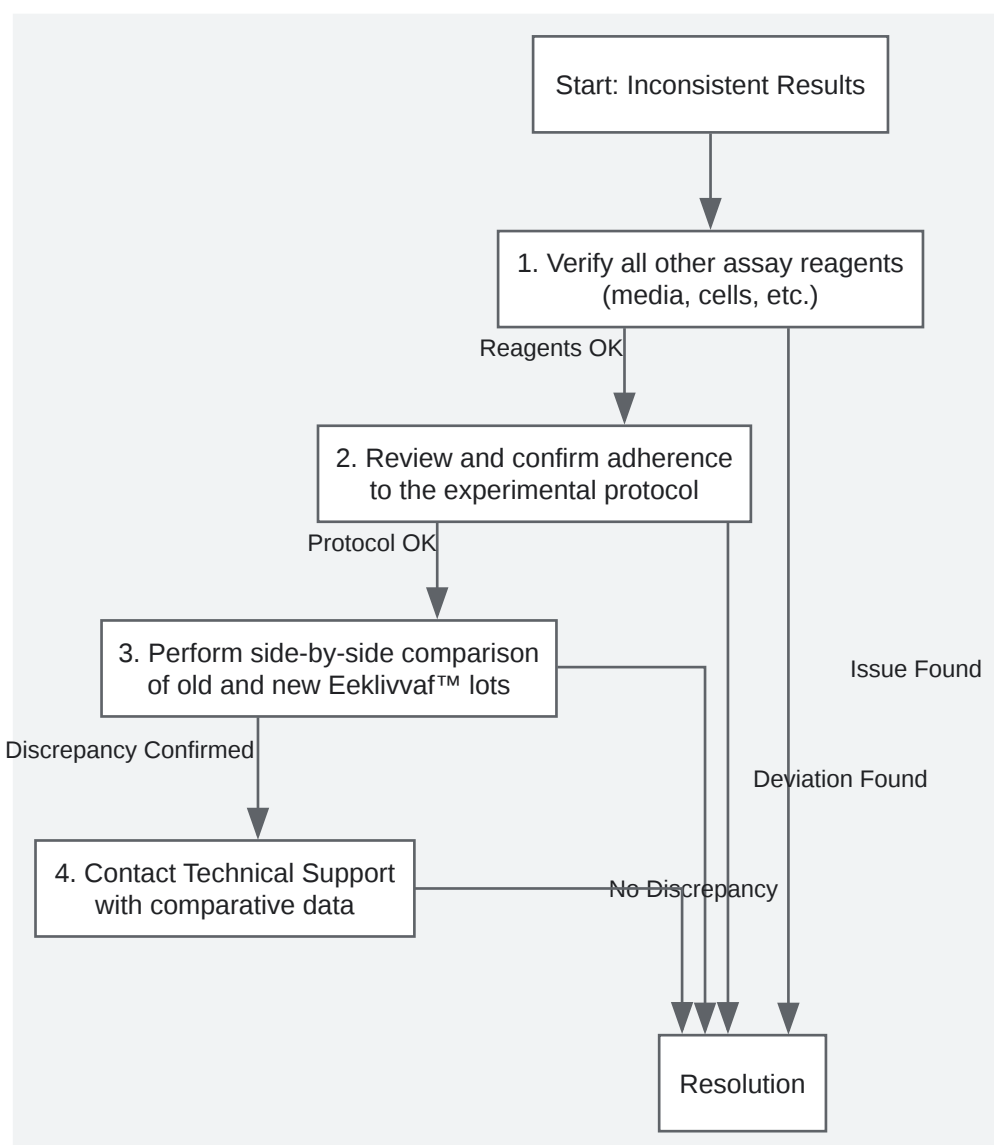 Start: Inconsistent Results
1. Verify all other assay reagents
(media, cells, etc.)
Reagents OK
2. Review and confirm adherence
to the experimental protocol
Protocol OK
3. Perform side-by-side comparison
of old and new Eeklivvaf™ lots
Issue Found
Discrepancy Confirmed
Deviation Found
4. Contact Technical Support
with comparative data
No Discrepancy
Resolution